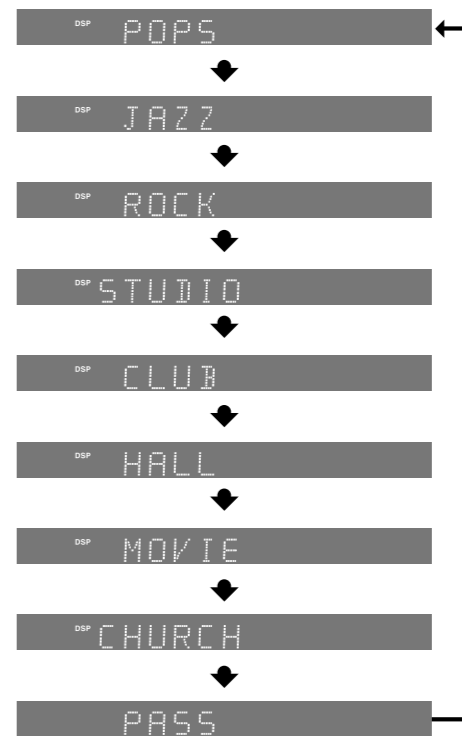 DSP POPS
DSP JAZZ
DSP ROCK
DSP STUDIO
DSP CLUB
DSP HALL
DSP MOVIE
DSP CHURCH
PASS